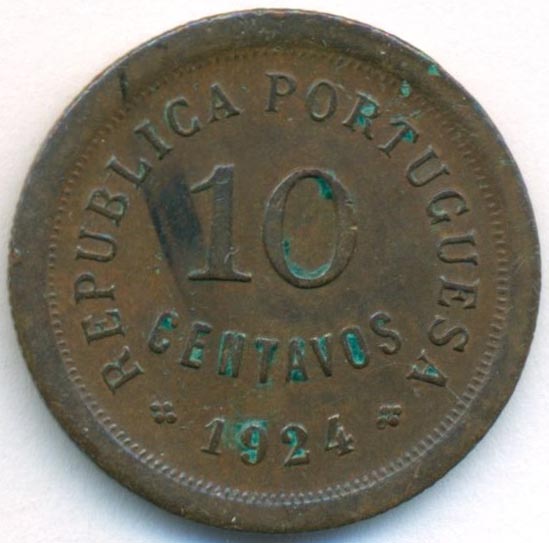 REPUBLICA PORTUGUESA
10
CENTAVOS
1924